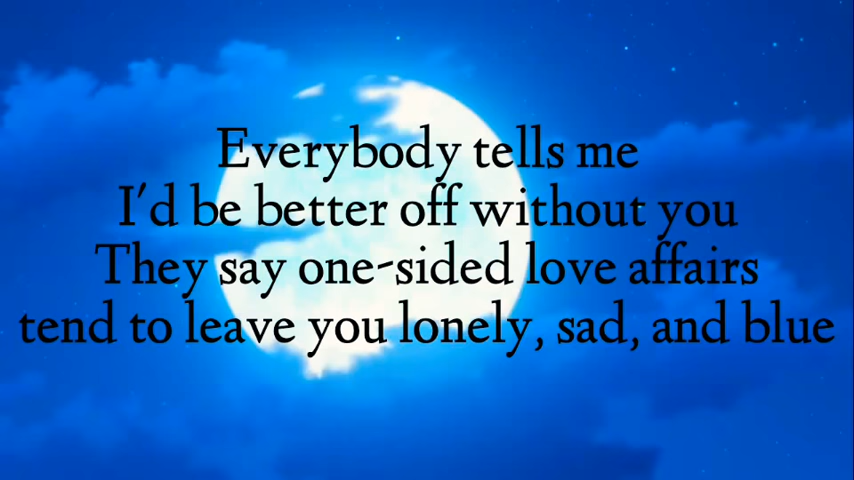 Everybody tells me
I'd be better off without you
They say one-sided love affairs
tend to leave you lonely, sad, and blue